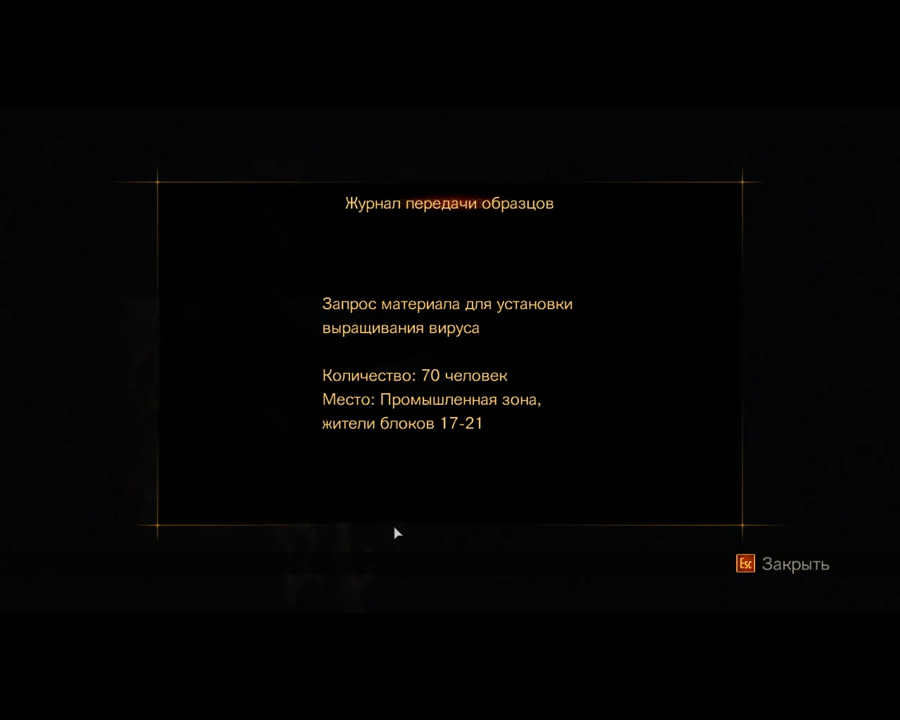 Журнал передачи образцов
Запрос материала для установки
выращивания вируса
Количество: 70 человек
Место: Промышленная зона,
жители блоков 17-21
Esc Закрыть